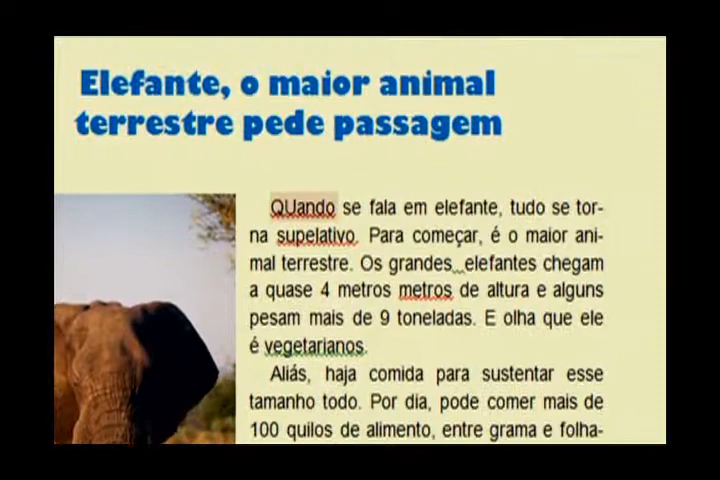 Elefante, o maior animal
terrestre pede passagem
QUando se fala em elefante, tudo se tor-
na supelativo. Para começar, é o maior ani-
mal terrestre. Os grandes  elefantes chegam
a quase 4 metros metros de altura e alguns
pesam mais de 9 toneladas. E olha que ele
é vegetarianos.
Aliás, haja comida para sustentar esse
tamanho todo. Por dia, pode comer mais de
100 quilos de alimento, entre grama e folha-